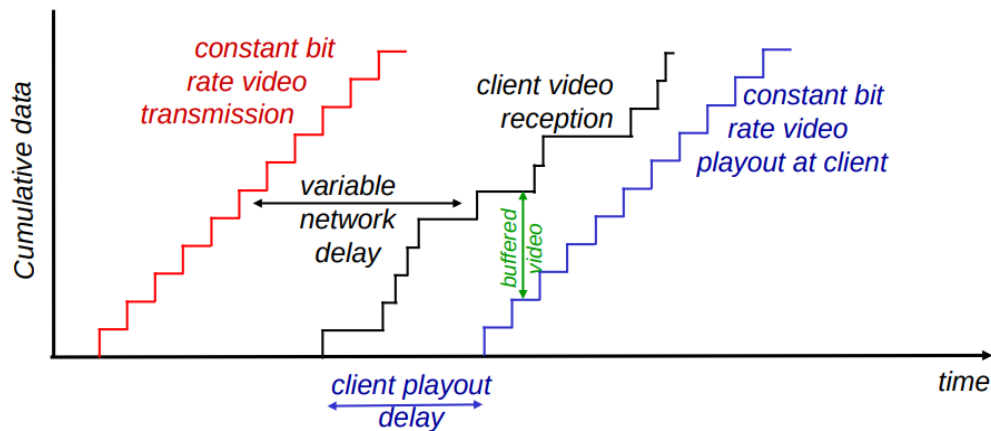 constant bit
rate video
transmission
client video
reception
constant bit
rate video
playout at client
variable
network
delay
buffered
video
Cumulative data
time
client playout
delay